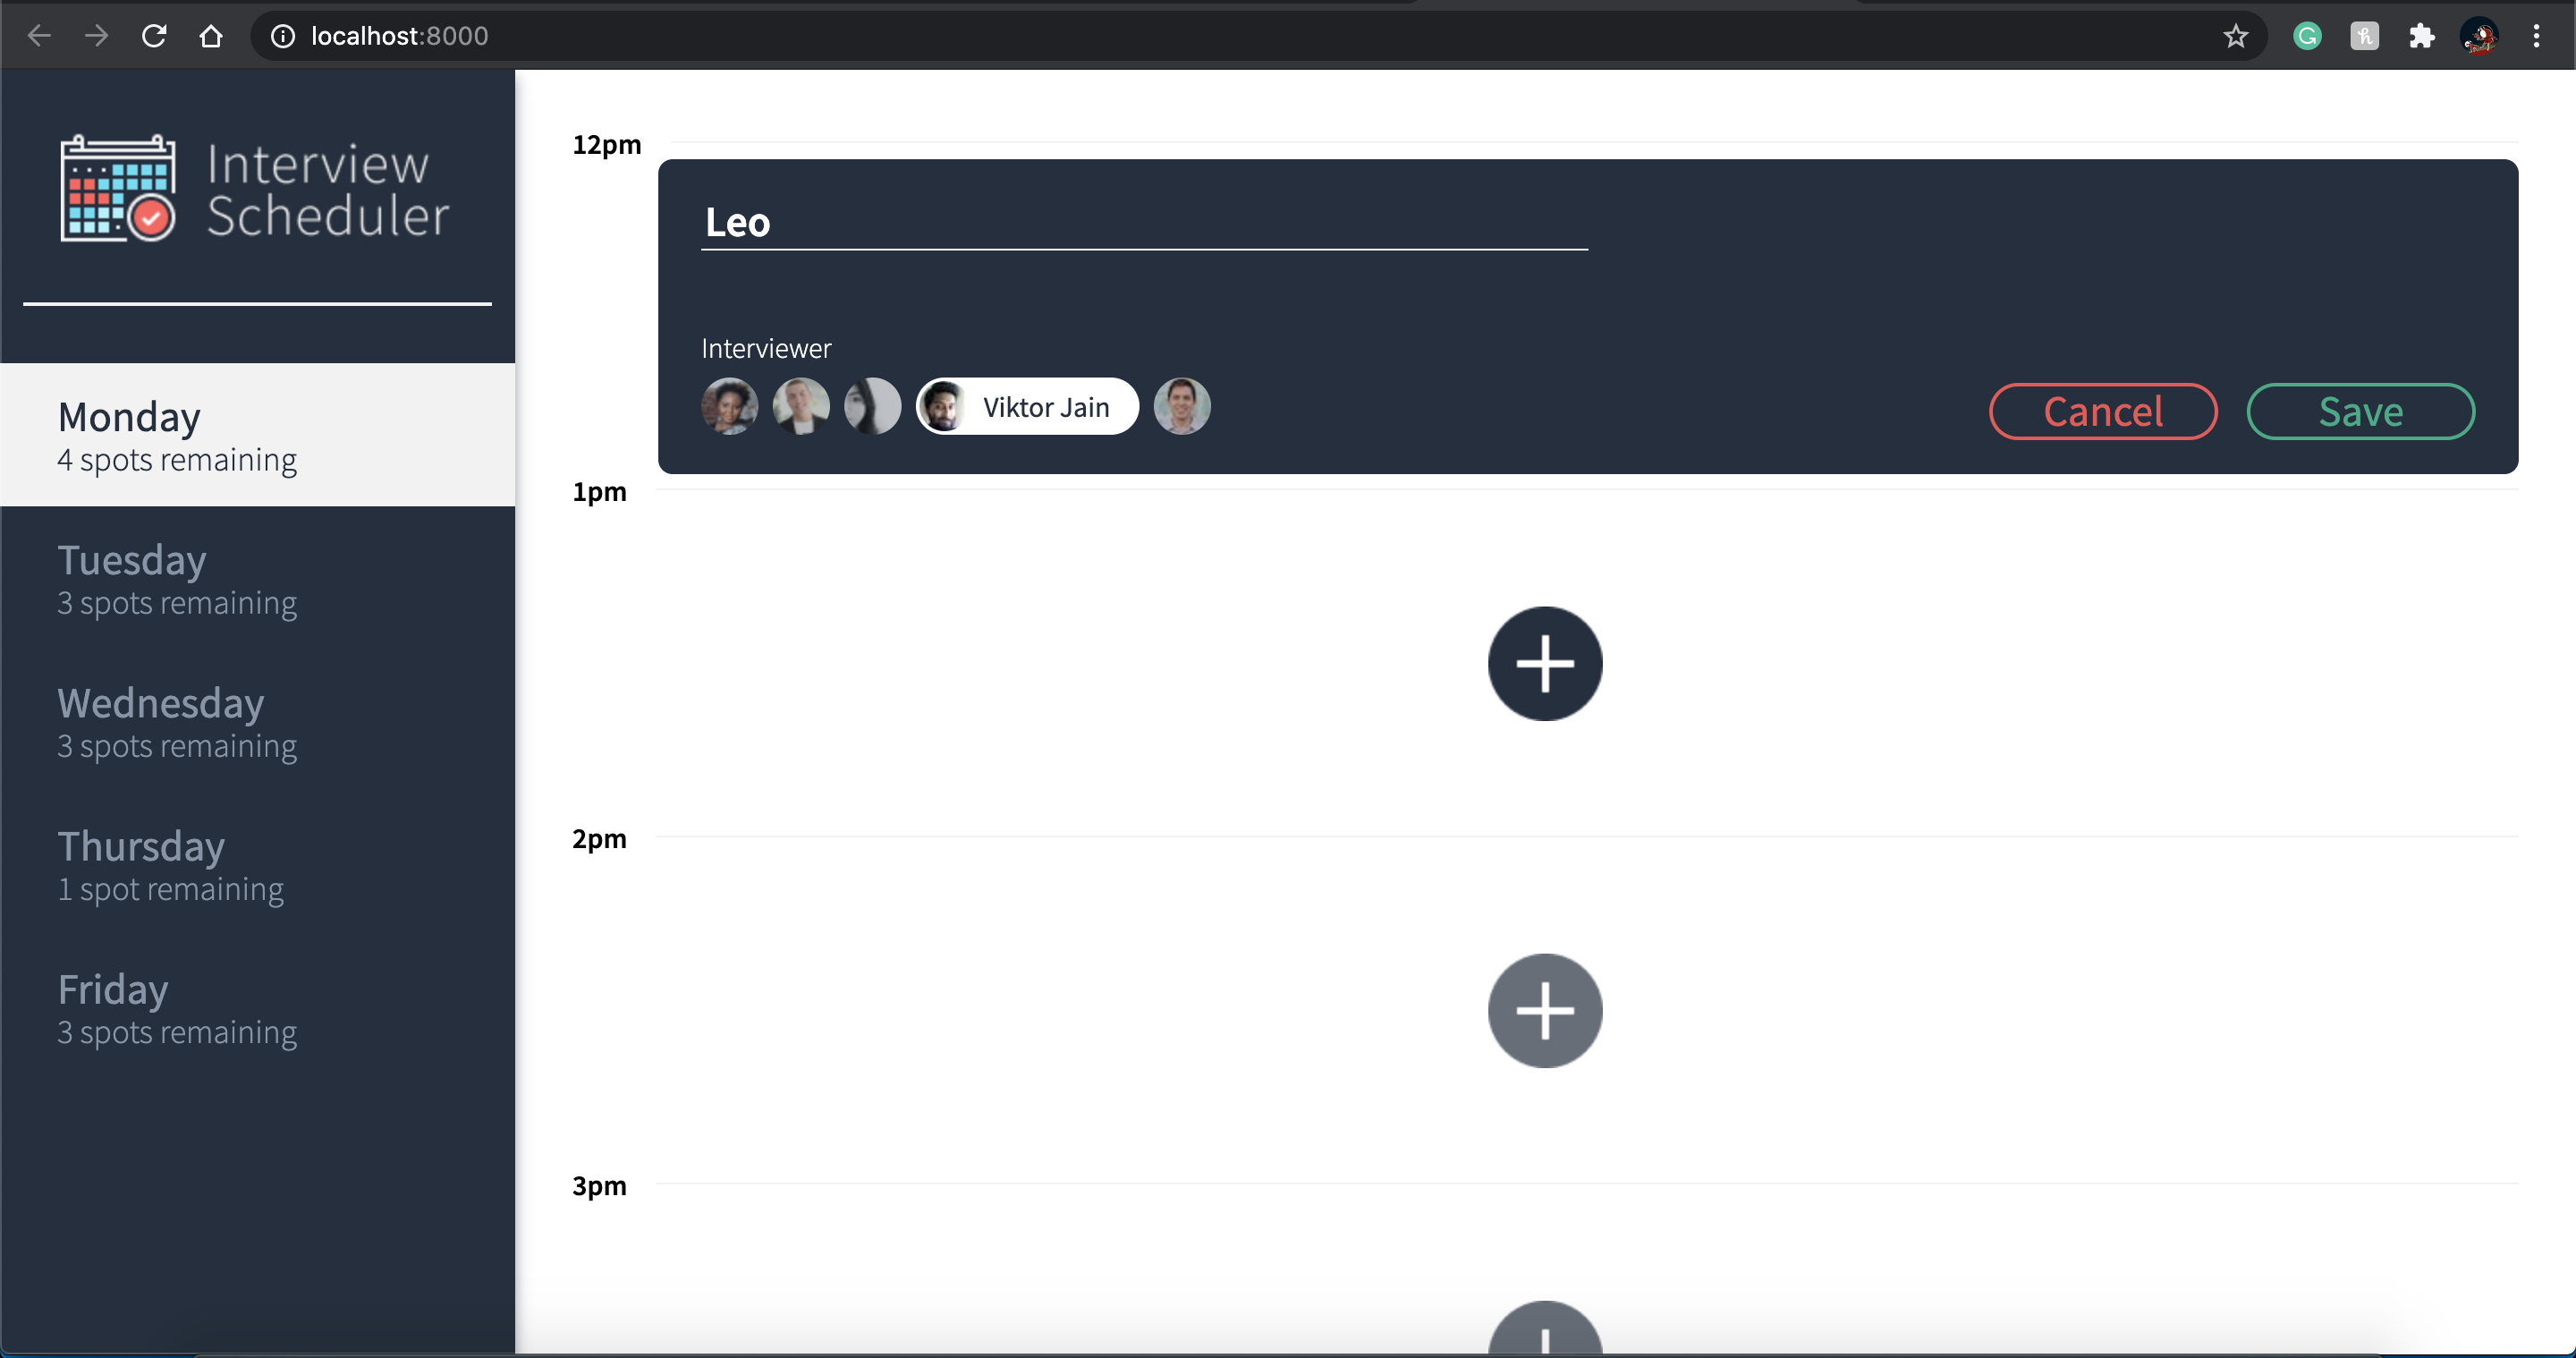 localhost:8000
Interview
Scheduler
Monday
4 spots remaining
Tuesday
3 spots remaining
Wednesday
3 spots remaining
Thursday
1 spot remaining
Friday
3 spots remaining
12pm
Leo
Interviewer
Viktor Jain
Cancel
Save
1pm
2pm
3pm